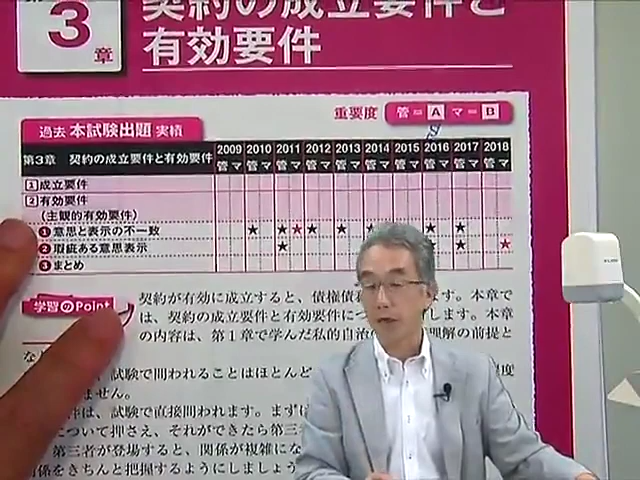 3章
契約の成立要件と
有効要件
重要度 管=A マ=B
過去 本試験出題 実績
第3章 契約の成立要件と有効要件 2009 2010 2011 2012 2013 2014 2015 2016 2017 2018
管マ 管マ 管マ 管マ 管マ 管マ 管マ 管マ 管マ 管マ
1 成立要件
2 有効要件
(主観的有効要件)
❶意思と表示の不一致 ★ ★ ★ ★ ★ ★ ★ ★
❷瑕疵ある意思表示 ★ ★ ★
❸まとめ
学習のPoint
契約が有効に成立すると、債権債
ます。本章で
は、契約の成立要件と有効要件に
します。本章
の内容は、第1章で学んだ私的自治
理解の前提と
試験で問われることはほとんど
ません。
件は、試験で直接問われます。まず
について押さえ、それができたら第三
第三者が登場すると、関係が複雑にな
係をきちんと把握するようにしましょう